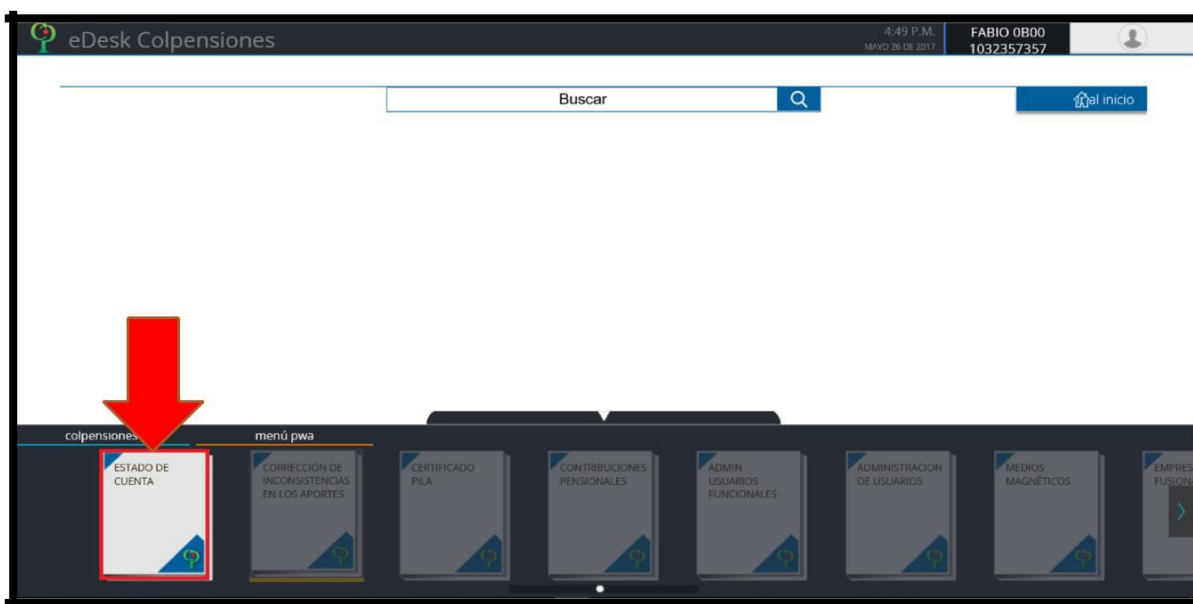 eDesk Colpensiones
4:49 P.M.
MAYO 26 DE 2017
FABIO 0B00
1032357357
Buscar
al inicio
colpensiones
menú pwa
ESTADO DE
CUENTA
CORRECCIÓN DE
INCONSISTENCIAS
EN LOS APORTES
CERTIFICADO
PILA
CONTRIBUCIONES
PENSIONALES
ADMIN
USUARIOS
FUNCIONALES
ADMINISTRACION
DE USUARIOS
MEDIOS
MAGNÉTICOS
EMPRES
FUSION